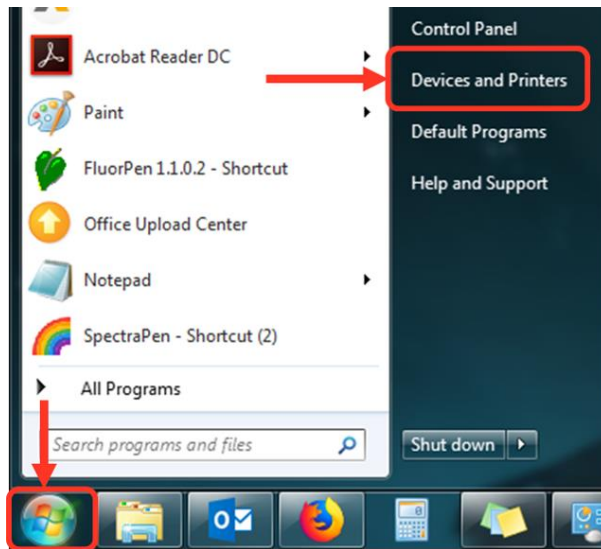 Acrobat Reader DC
Paint
FluorPen 1.1.0.2 - Shortcut
Office Upload Center
Notepad
SpectraPen - Shortcut (2)
All Programs
Search programs and files
Control Panel
Devices and Printers
Default Programs
Help and Support
Shut down